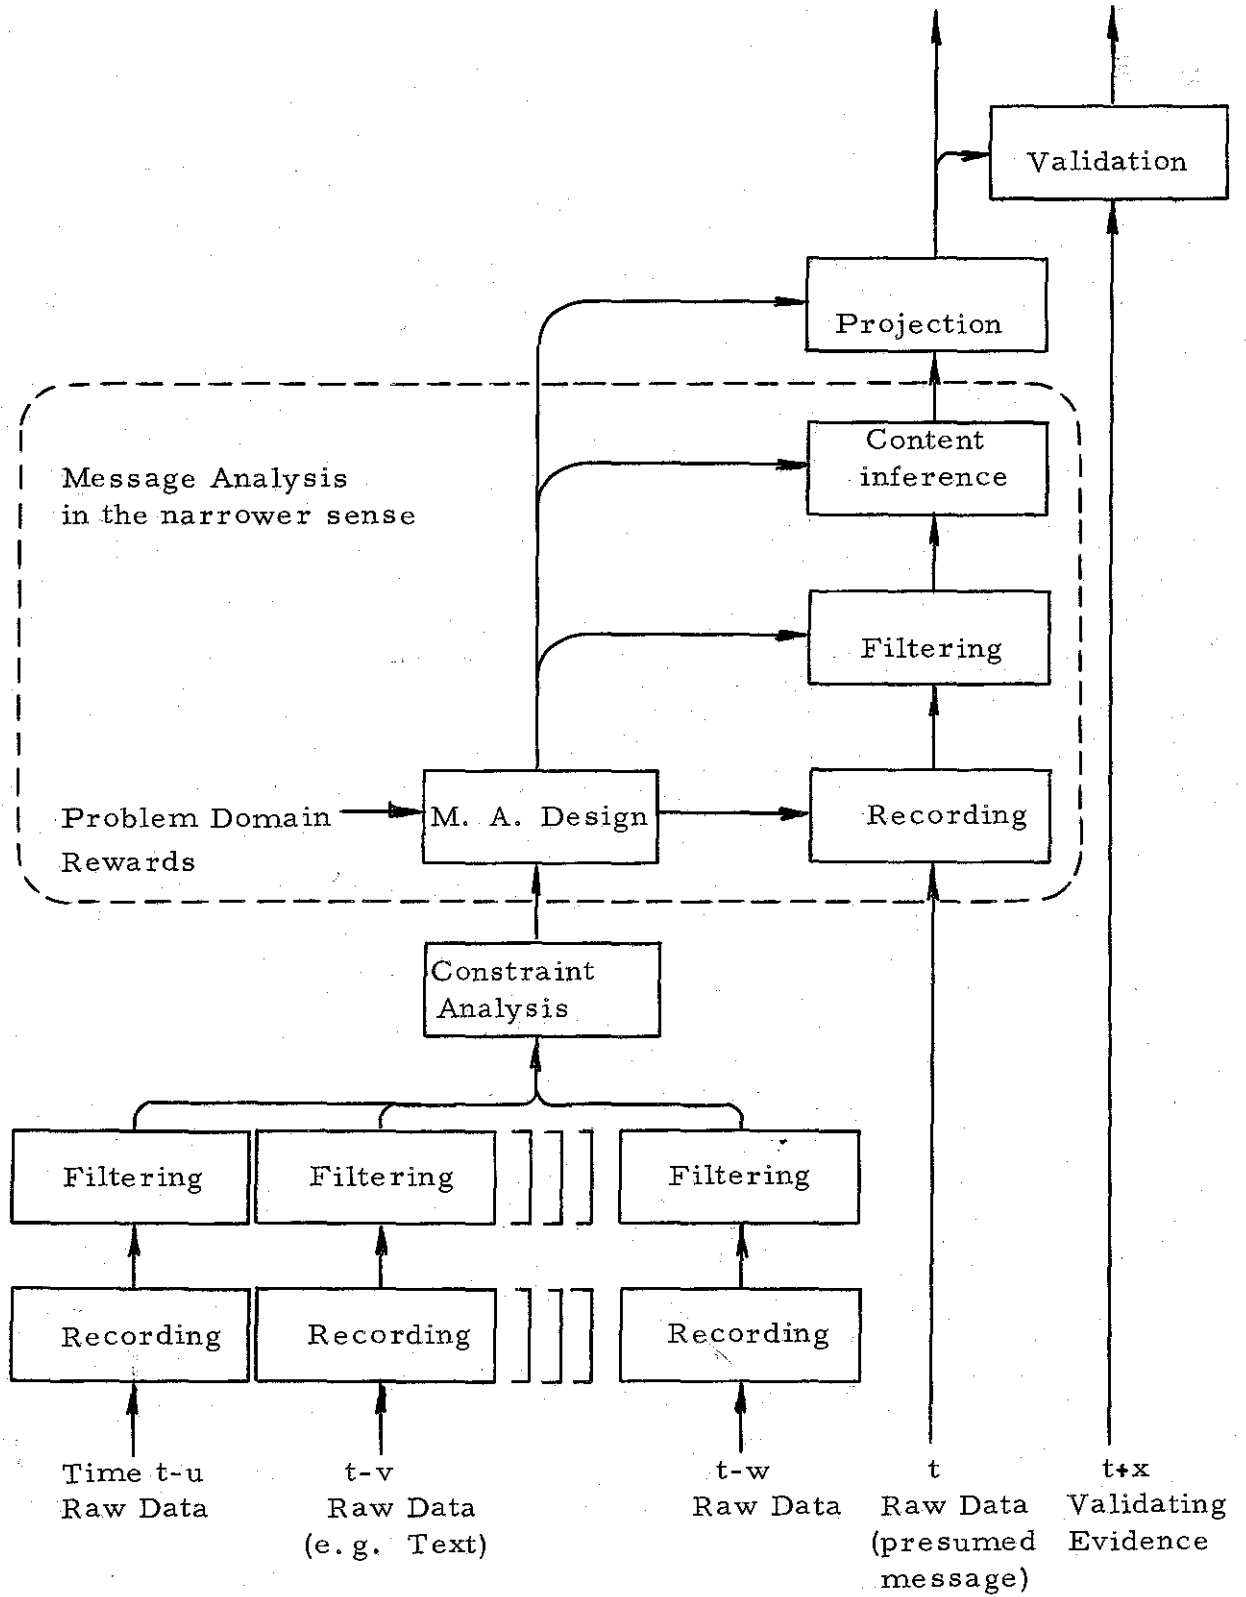 Validation
Projection
Content
inference
Message Analysis
in the narrower sense
Filtering
Problem Domain
Rewards
M. A. Design
Recording
Constraint
Analysis
Filtering
Filtering
Filtering
Recording
Recording
Recording
Time t-u
Raw Data
t-v
Raw Data
(e. g. Text)
t-w
Raw Data
t
Raw Data
(presumed
message)
t+x
Validating
Evidence